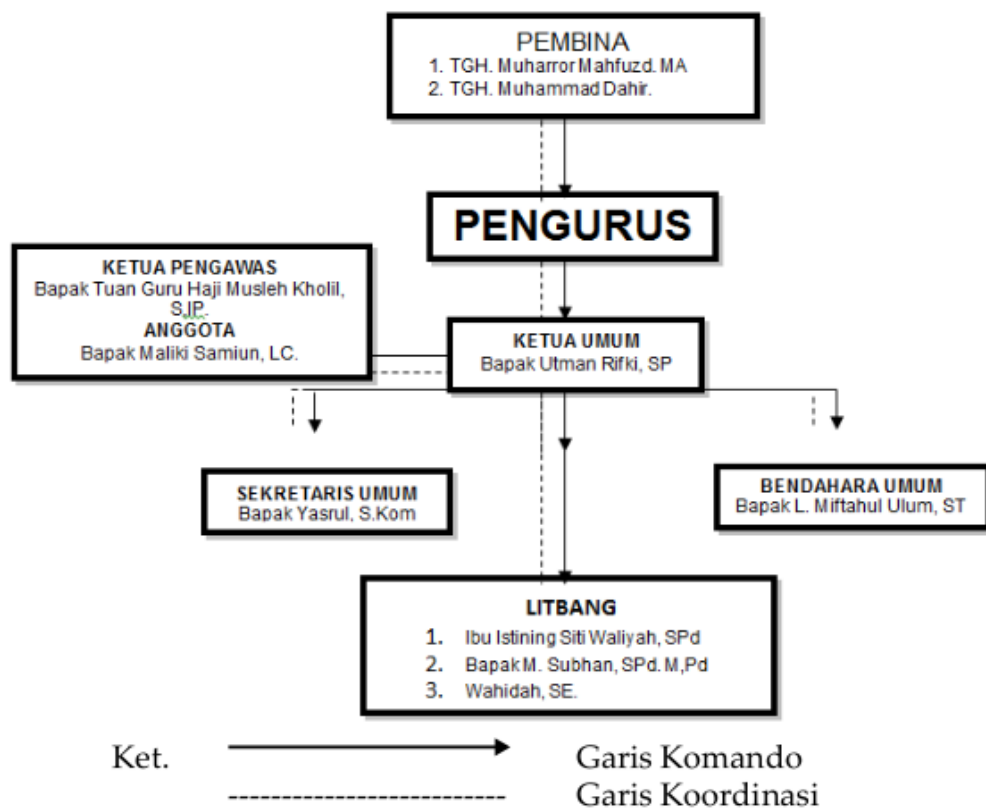 PEMBINA
1. TGH. Muharror Mahfuzd. MA
2. TGH. Muhammad Dahir.
PENGURUS
KETUA PENGAWAS
Bapak Tuan Guru Haji Musleh Kholil,
S,IP.
ANGGOTA
Bapak Maliki Samiun, LC.
KETUA UMUM
Bapak Utman Rifki, SP
SEKRETARIS UMUM
Bapak Yasrul, S.Kom
BENDAHARA UMUM
Bapak L. Miftahul Ulum, ST
LITBANG
1. Ibu Istining Siti Waliyah, SPd
2. Bapak M. Subhan, SPd. M,Pd
3. Wahidah, SE.
Ket. Garis Komando
Garis Koordinasi